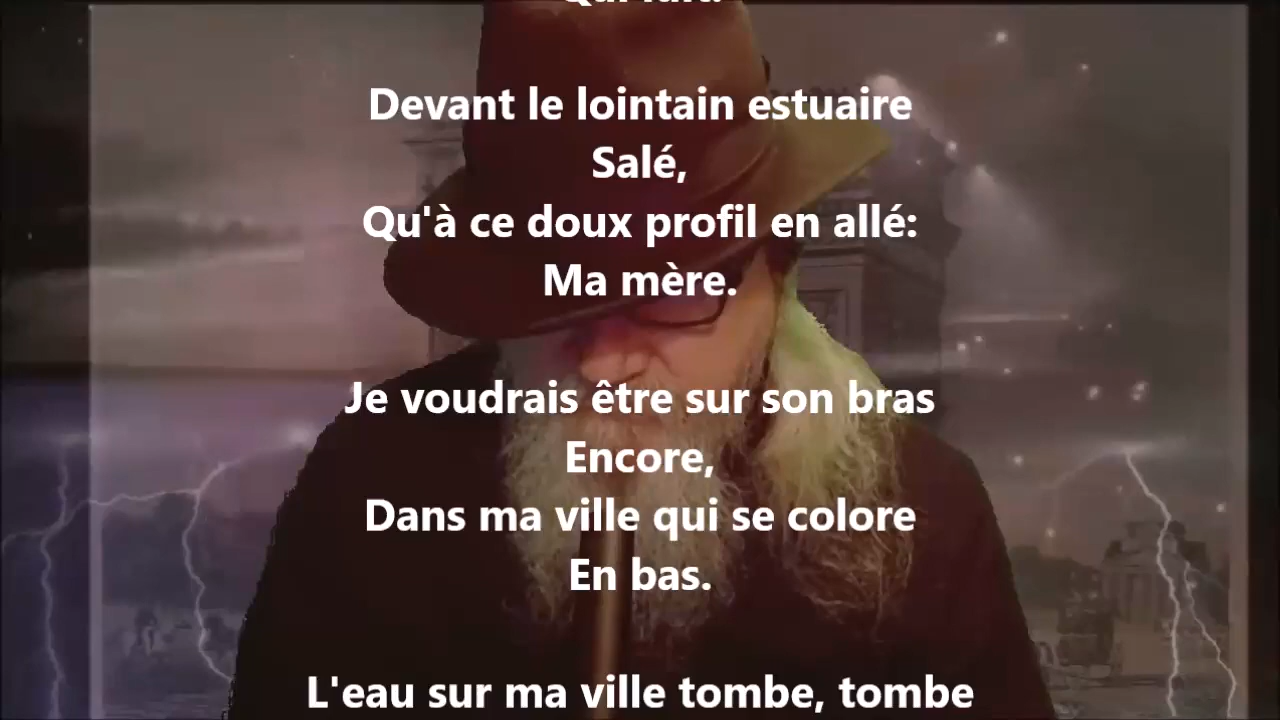 Devant le lointain estuaire
Salé,
Qu'à ce doux profil en allé:
Ma mère.
Je voudrais être sur son bras
Encore,
Dans ma ville qui se colore
En bas.
L'eau sur ma ville tombe, tombe